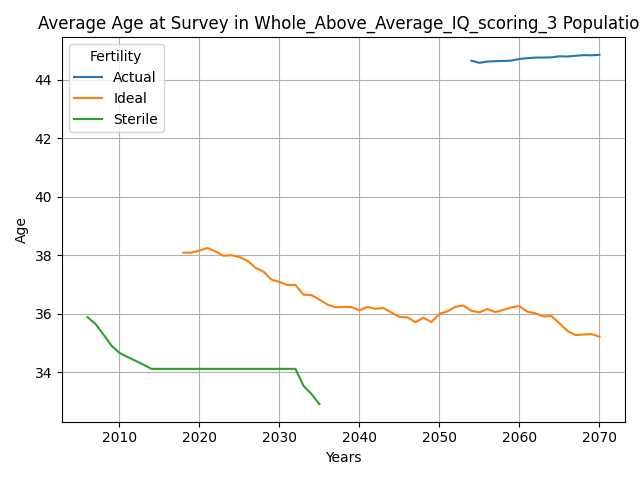 Average Age at Survey in Whole_Above_Average_IQ_scoring_3 Populatio
Fertility
Actual
Ideal
Sterile
44
42
40
38
36
34
Age
2010 2020 2030 2040 2050 2060 2070
Years